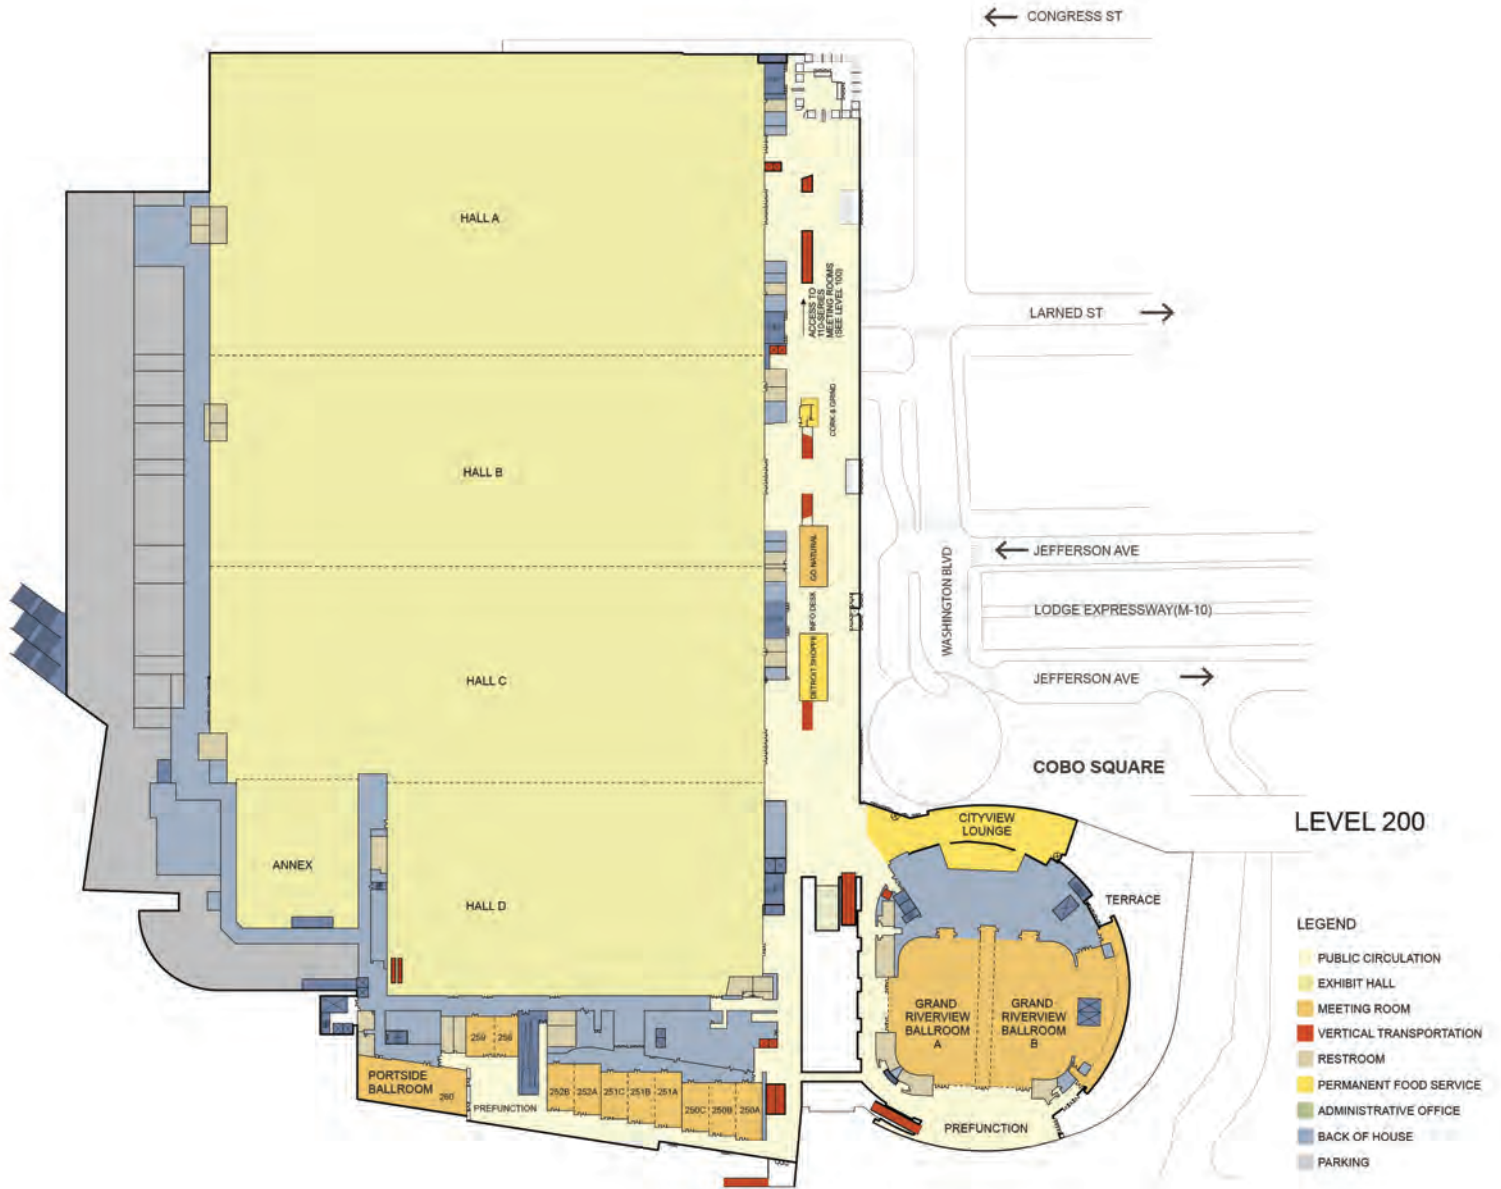 CONGRESS ST
HALL A
ACCESS TO
110-SERIES
MEETING ROOMS
(SEE LEVEL 100)
LARNED ST
CORK & GRIND
HALL B
GO NATURAL
WASHINGTON BLVD
JEFFERSON AVE
INFO DESK
LODGE EXPRESSWAY(M-10)
DETROIT SHOPPE
HALL C
JEFFERSON AVE
COBO SQUARE
CITYVIEW
LOUNGE
LEVEL 200
ANNEX
HALL D
TERRACE
LEGEND
PUBLIC CIRCULATION
EXHIBIT HALL
MEETING ROOM
VERTICAL TRANSPORTATION
RESTROOM
PERMANENT FOOD SERVICE
ADMINISTRATIVE OFFICE
BACK OF HOUSE
PARKING
GRAND
RIVERVIEW
BALLROOM
A
GRAND
RIVERVIEW
BALLROOM
B
259
258
PORTSIDE
BALLROOM
260
PREFUNCTION
252B
252A
251C
251B
251A
250C
250B
250A
PREFUNCTION